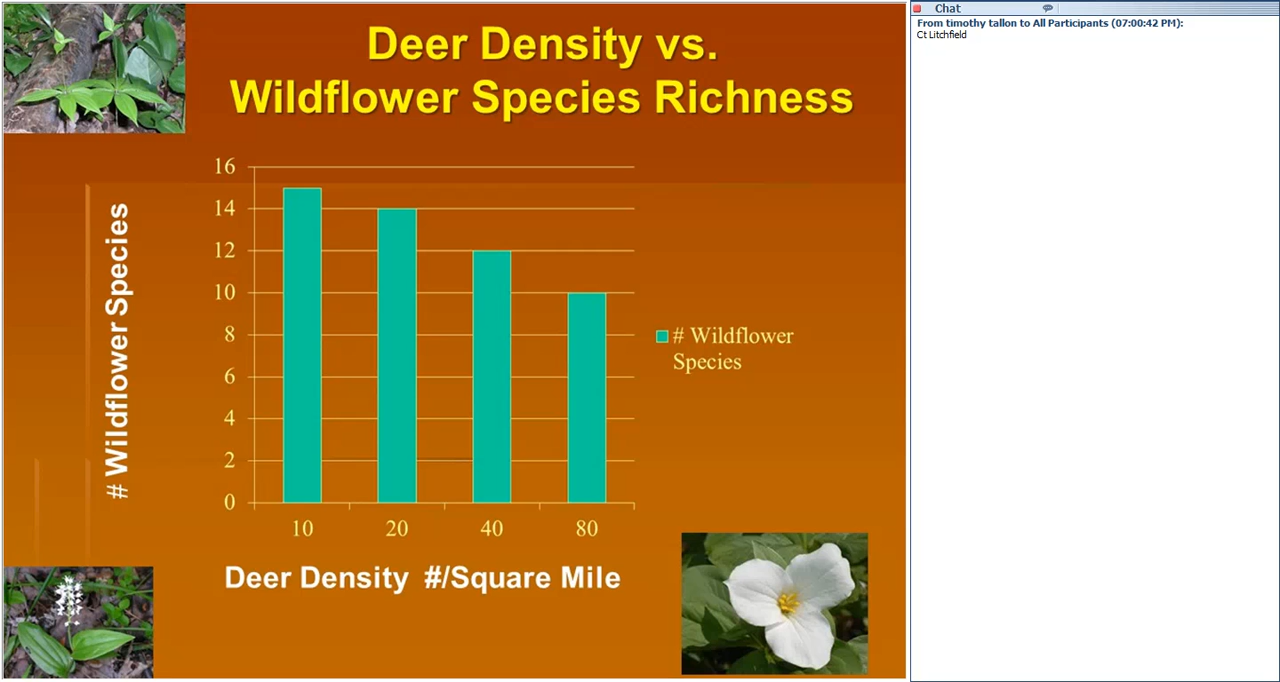 Deer Density vs.
Wildflower Species Richness
# Wildflower Species
16
14
12
10
8
6
4
2
0
10 20 40 80
Deer Density #/Square Mile
# Wildflower
Species
Chat
From timothy tallon to All Participants (07:00:42 PM):
Ct Litchfield